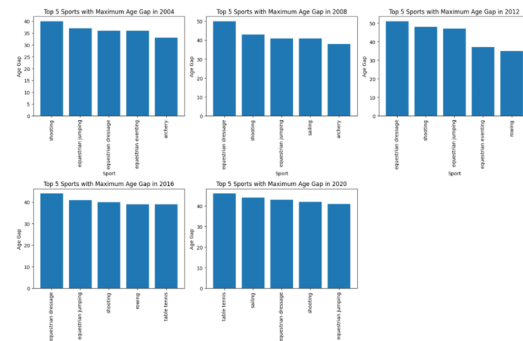 Top 5 Sports with Maximum Age Gap in 2004
40
35
30
25
20
15
10
5
0
Age Gap
shooting
equestrian jumping
equestrian dressage
equestrian eventing
archery
Sport
Top 5 Sports with Maximum Age Gap in 2008
50
40
30
20
10
0
Age Gap
equestrian dressage
shooting
equestrian jumping
sailing
archery
Sport
Top 5 Sports with Maximum Age Gap in 2012
50
40
30
20
10
0
Age Gap
equestrian dressage
shooting
equestrian jumping
equestrian eventing
rowing
Sport
Top 5 Sports with Maximum Age Gap in 2016
40
30
20
10
0
Age Gap
equestrian dressage
equestrian jumping
shooting
rowing
table tennis
Top 5 Sports with Maximum Age Gap in 2020
40
30
20
10
0
Age Gap
table tennis
sailing
equestrian dressage
shooting
equestrian jumping